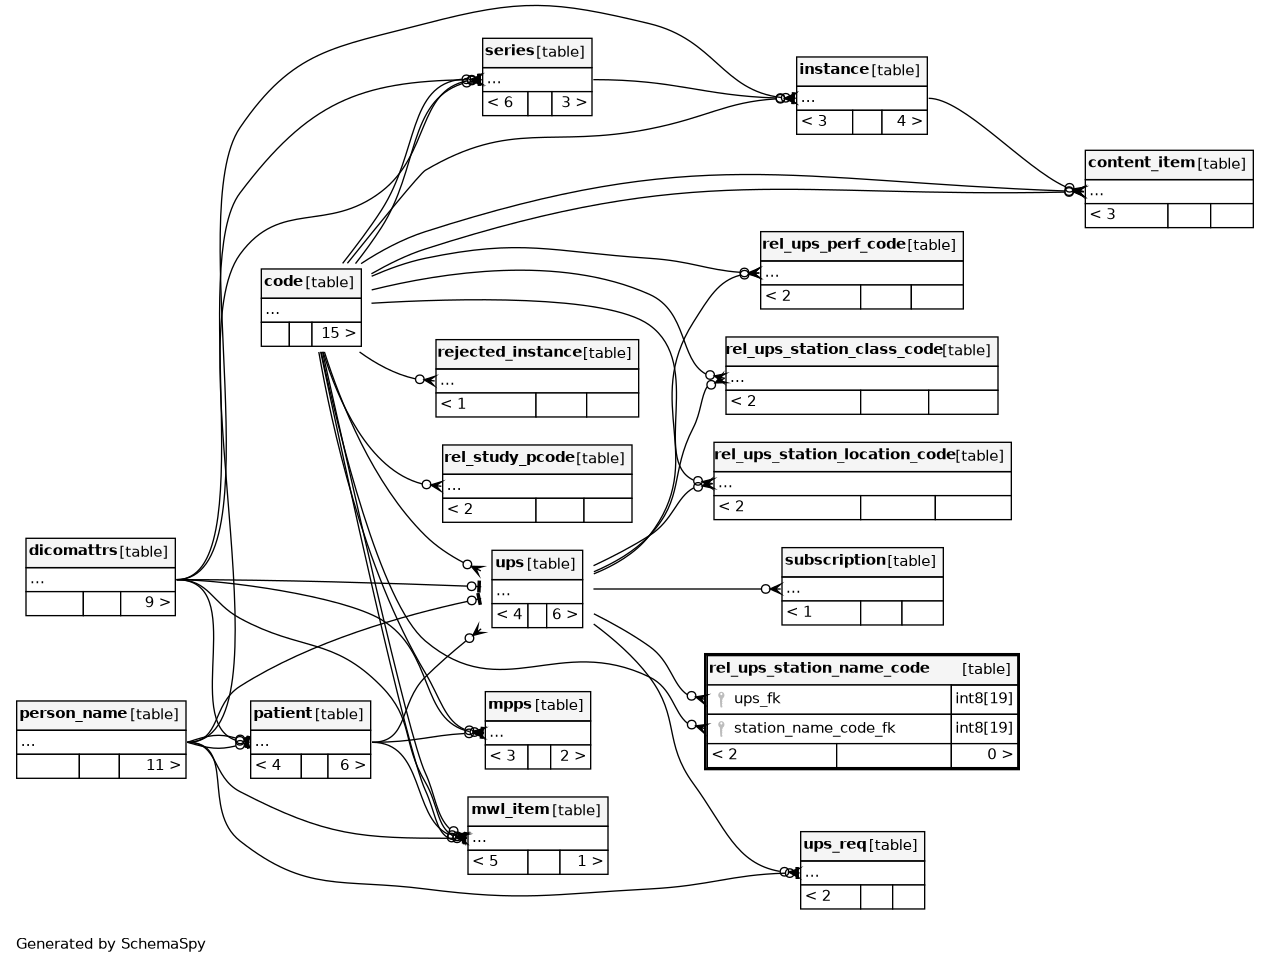 series [table]
...
< 6 3 >
instance [table]
...
< 3 4 >
content_item [table]
...
< 3
rel_ups_perf_code [table]
...
< 2
code [table]
...
15 >
rejected_instance [table]
...
< 1
rel_ups_station_class_code [table]
...
< 2
rel_study_pcode [table]
...
< 2
rel_ups_station_location_code [table]
...
< 2
dicomattrs [table]
...
9 >
ups [table]
...
< 4 6 >
subscription [table]
...
< 1
rel_ups_station_name_code [table]
ups_fk int8[19]
station_name_code_fk int8[19]
< 2 0 >
person_name [table]
...
11 >
patient [table]
...
< 4 6 >
mpps [table]
...
< 3 2 >
mwl_item [table]
...
< 5 1 >
ups_req [table]
...
< 2
Generated by SchemaSpy